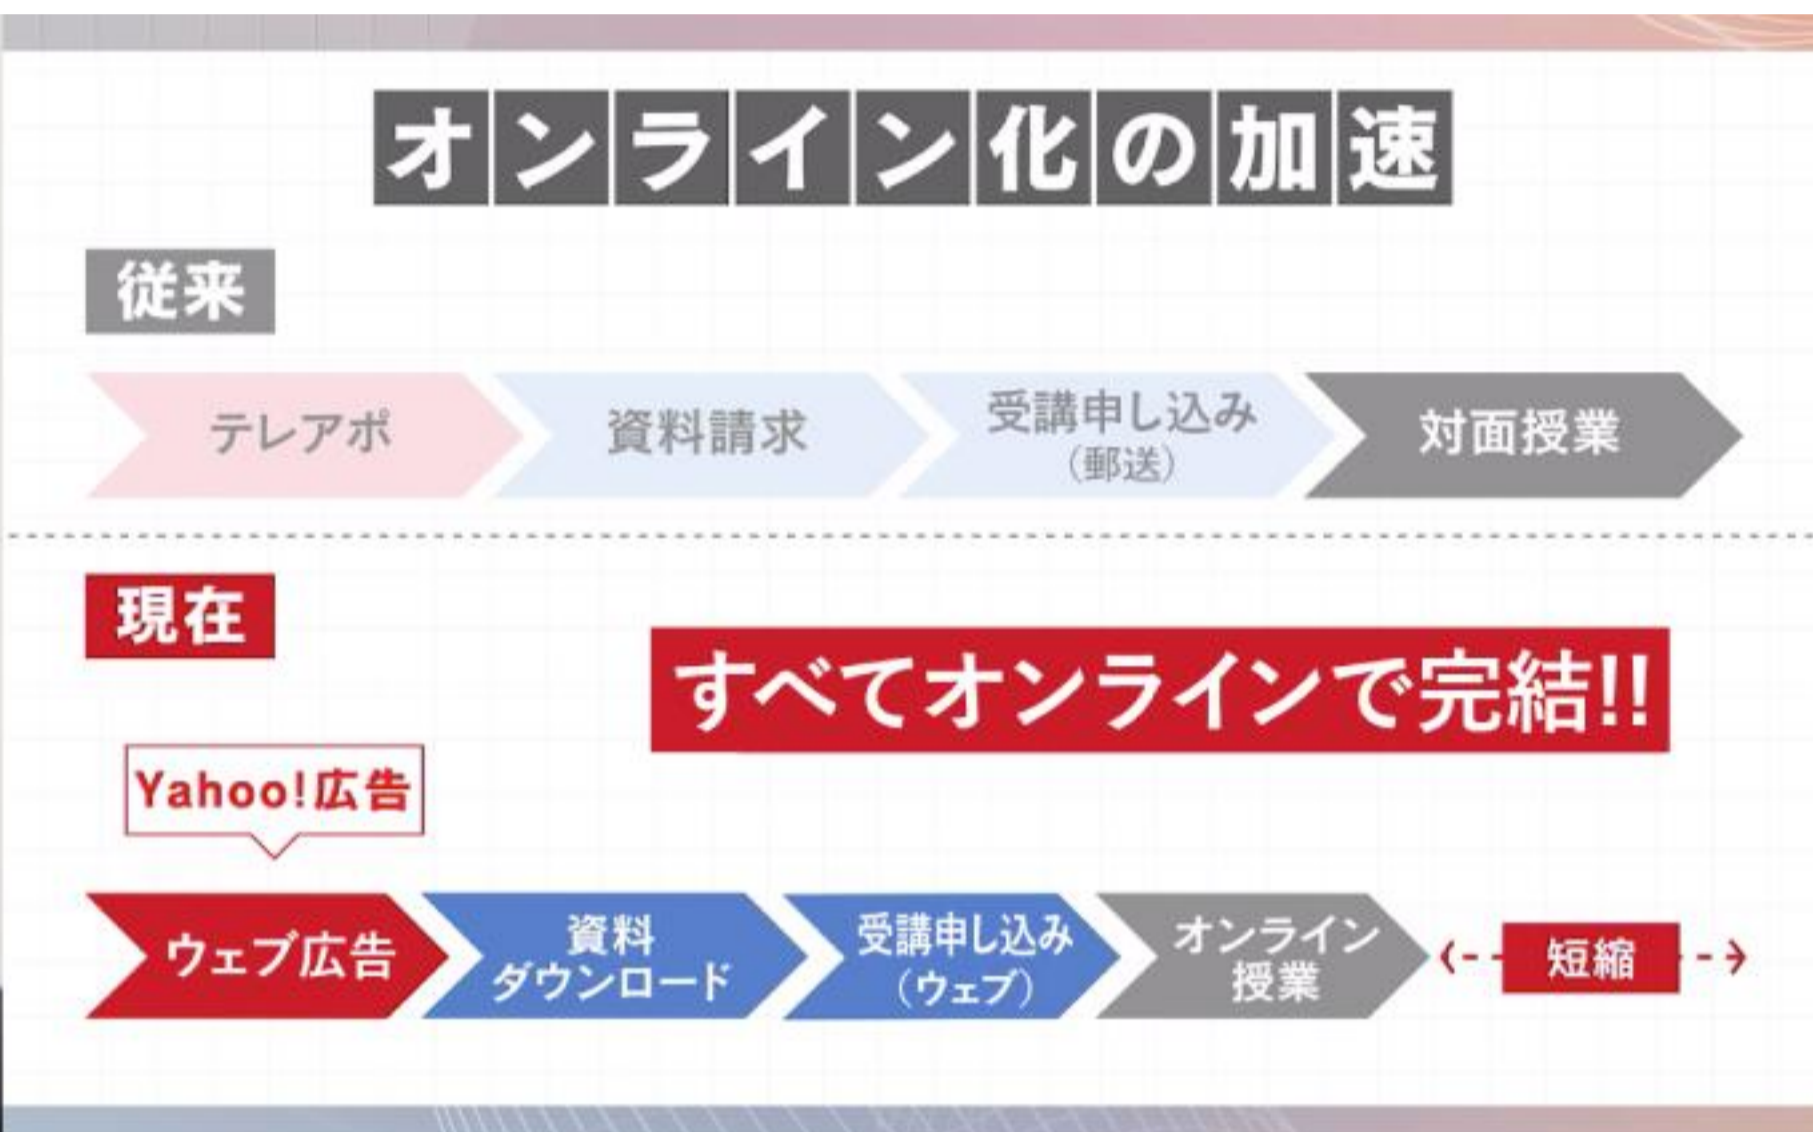 オンライン化の加速
従来
テレアポ
資料請求
受講申し込み
（郵送）
対面授業
現在
すべてオンラインで完結!!
Yahoo!広告
ウェブ広告
資料
ダウンロード
受講申し込み
（ウェブ）
オンライン
授業
短縮